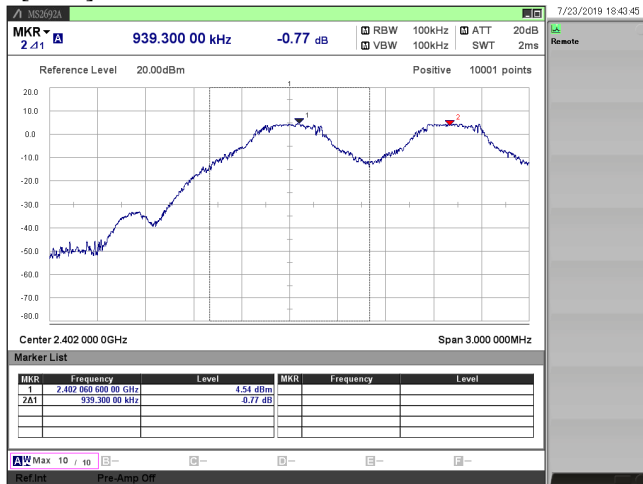 MS2692A
7/23/2019 18:43:45
MKR
2 Δ1
A
939.300 00 kHz
-0.77 dB
M RBW 100kHz
M ATT 20dB
M VBW 100kHz
SWT 2ms
Remote
Reference Level 20.00dBm
Positive 10001 points
1
20.0
10.0
0.0
-10.0
-20.0
-30.0
-40.0
-50.0
-60.0
-70.0
-80.0
1
2
Center 2.402 000 0GHz
Span 3.000 000MHz
Marker List
MKR Frequency Level MKR Frequency Level
1 2.402 060 600 00 GHz 4.54 dBm
2Δ1 939.300 00 kHz -0.77 dB
A W Max 10 / 10 B— C— D— E— F—
Ref.Int Pre-Amp Off